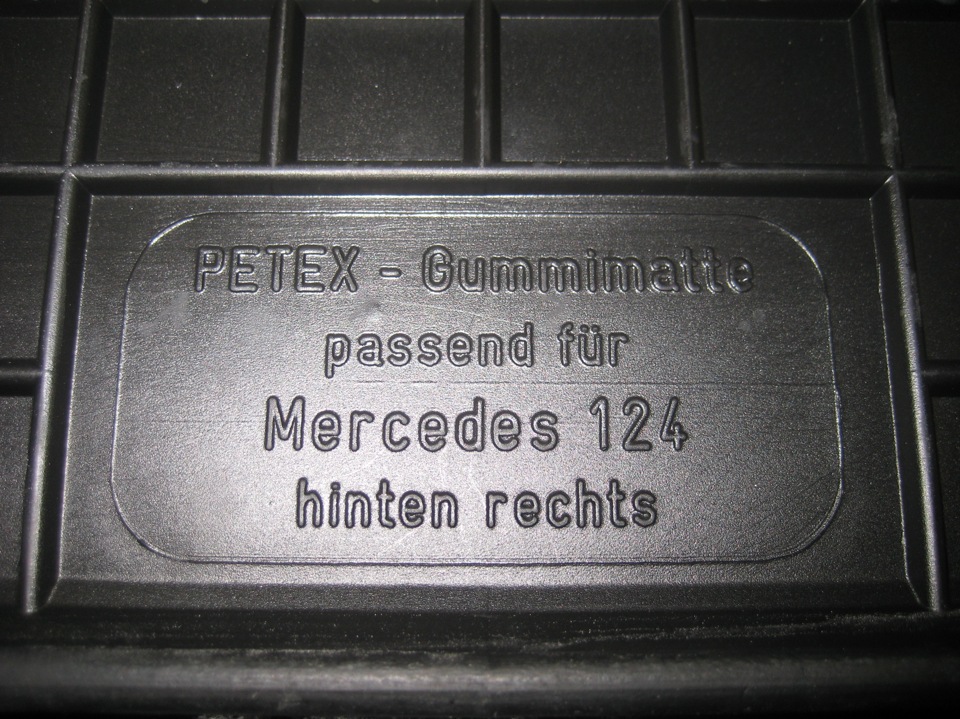 PETEX - Gummimatte
passend für
Mercedes 124
hinten rechts